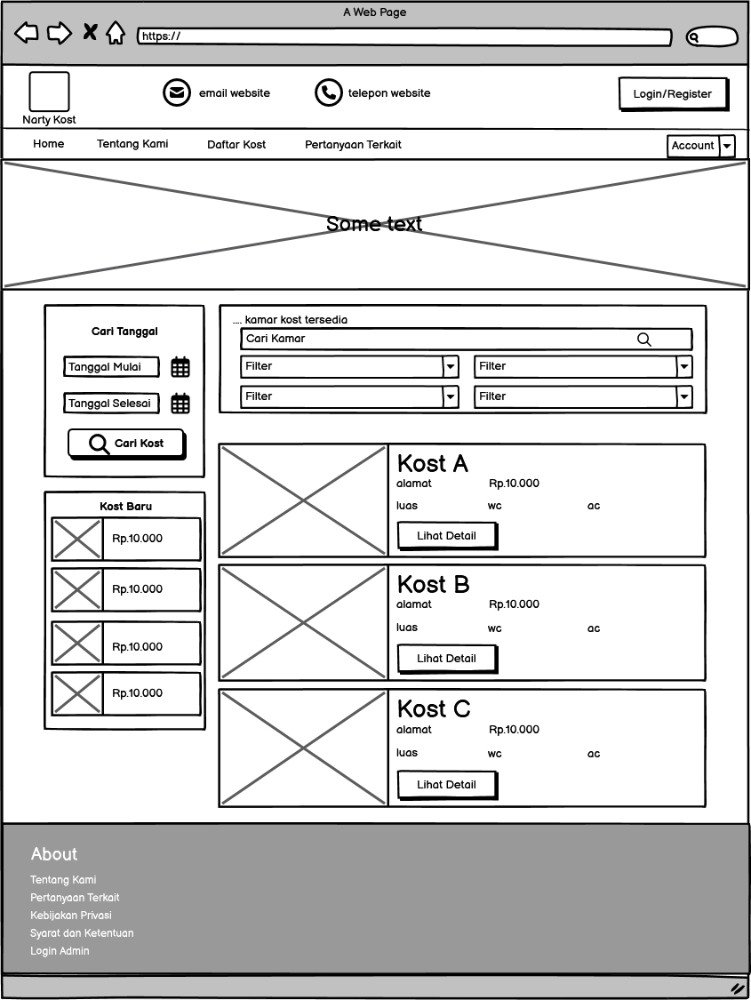 A Web Page
https://
email website
telepon website
Login/Register
Narty Kost
Home
Tentang Kami
Daftar Kost
Pertanyaan Terkait
Account
Some text
Cari Tanggal
Tanggal Mulai
Tanggal Selesai
Cari Kost
.... kamar kost tersedia
Cari Kamar
Filter
Filter
Filter
Filter
Kost Baru
Rp.10.000
Rp.10.000
Rp.10.000
Rp.10.000
Kost A
alamat
Rp.10.000
luas
wc
ac
Lihat Detail
Kost B
alamat
Rp.10.000
luas
wc
ac
Lihat Detail
Kost C
alamat
Rp.10.000
luas
wc
ac
Lihat Detail
About
Tentang Kami
Pertanyaan Terkait
Kebijakan Privasi
Syarat dan Ketentuan
Login Admin